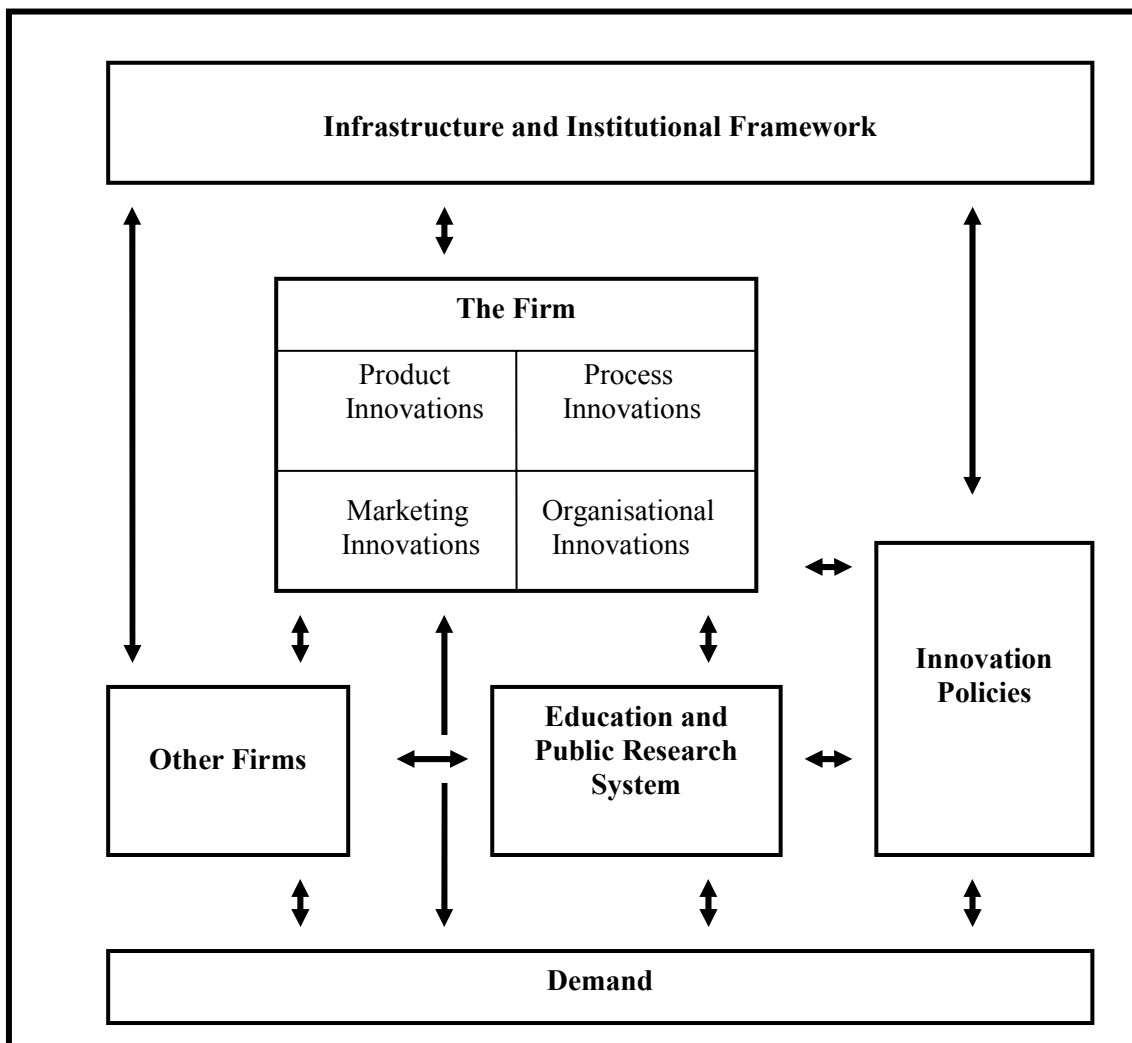 Infrastructure and Institutional Framework
The Firm
Product
Innovations
Process
Innovations
Marketing
Innovations
Organisational
Innovations
Other Firms
Education and
Public Research
System
Innovation
Policies
Demand